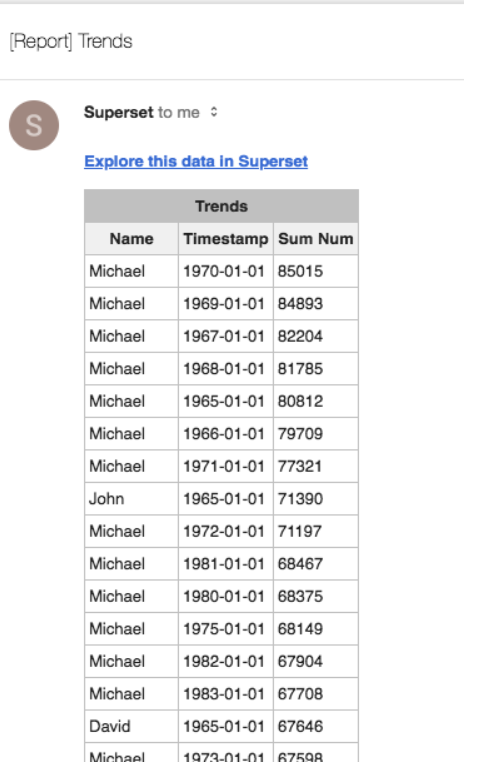 [Report] Trends
S
Superset to me
Explore this data in Superset
Trends
Name Timestamp Sum Num
Michael 1970-01-01 85015
Michael 1969-01-01 84893
Michael 1967-01-01 82204
Michael 1968-01-01 81785
Michael 1965-01-01 80812
Michael 1966-01-01 79709
Michael 1971-01-01 77321
John 1965-01-01 71390
Michael 1972-01-01 71197
Michael 1981-01-01 68467
Michael 1980-01-01 68375
Michael 1975-01-01 68149
Michael 1982-01-01 67904
Michael 1983-01-01 67708
David 1965-01-01 67646
Michael 1973-01-01 67598